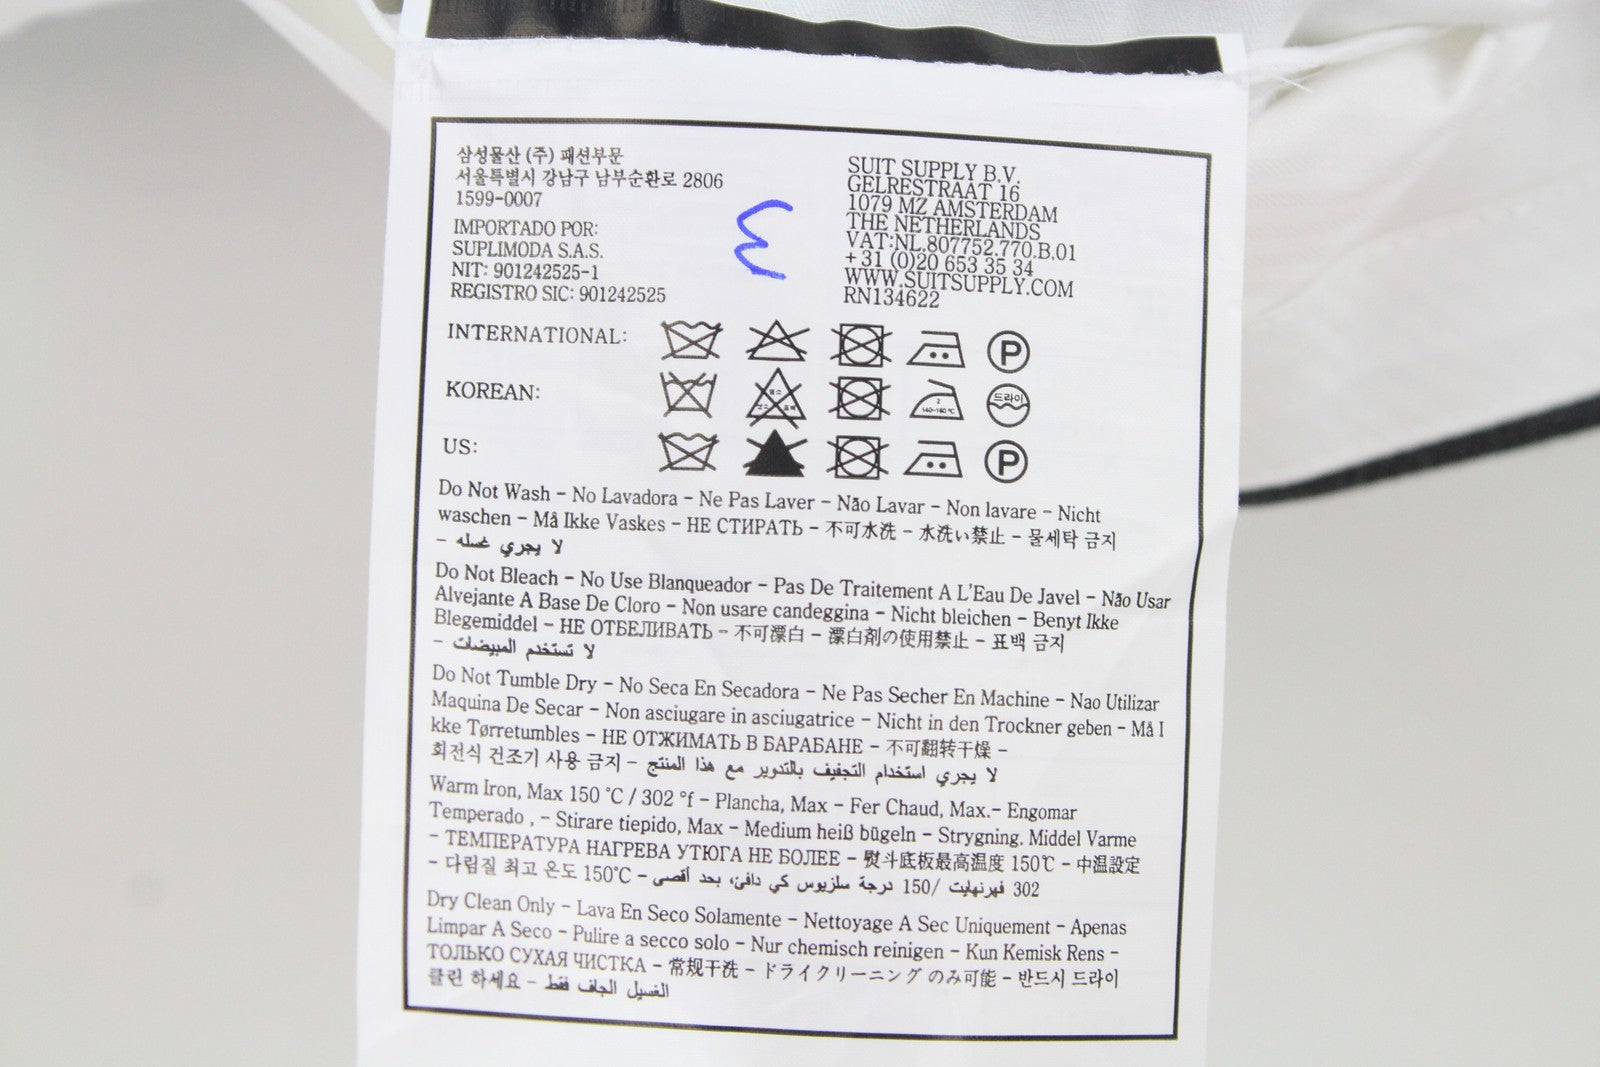 삼성물산 (주) 패션부문
서울특별시 강남구 남부순환로 2806
1599-0007
IMPORTADO POR:
SUPLIMODA S.A.S.
NIT: 901242525-1
REGISTRO SIC: 901242525
SUIT SUPPLY B.V.
GELRESTRAAT 16
1079 MZ AMSTERDAM
THE NETHERLANDS
VAT:NL.807752.770.B.01
+31 (0)20 653 35 34
WWW.SUITSUPPLY.COM
RN134622
INTERNATIONAL:
P
KOREAN:
2
140~160℃
드라이
US:
P
Do Not Wash - No Lavadora - Ne Pas Laver - Não Lavar - Non lavare - Nicht
waschen - Må Ikke Vaskes - НЕ СТИРАТЬ - 不可水洗 - 水洗い禁止 - 물세탁 금지
- لا يجري غسله
Do Not Bleach - No Use Blanqueador - Pas De Traitement A L'Eau De Javel - Não Usar
Alvejante A Base De Cloro - Non usare candeggina - Nicht bleichen - Benyt Ikke
Blegemiddel - НЕ ОТБЕЛИВАТЬ - 不可漂白 - 漂白剤の使用禁止 - 표백 금지
- لا تستخدم المبيضات
Do Not Tumble Dry - No Seca En Secadora - Ne Pas Secher En Machine - Nao Utilizar
Maquina De Secar - Non asciugare in asciugatrice - Nicht in den Trockner geben - Må I
kke Tørretumbles - НЕ ОТЖИМАТЬ В БАРАБАНЕ - 不可翻转干燥 -
회전식 건조기 사용 금지 - لا يجري استخدام التجفيف بالتدوير مع هذا المنتج
Warm Iron, Max 150 °C / 302 °f - Plancha, Max - Fer Chaud, Max.- Engomar
Temperado , - Stirare tiepido, Max - Medium heiß bügeln - Strygning. Middel Varme
- ТЕМПЕРАТУРА НАГРЕВА УТЮГА НЕ БОЛЕЕ - 熨斗底板最高温度 150℃ - 中温設定
- 다림질 최고 온도 150℃ - درجة سلزيوس كي دافئ، بحد أقصى 150/ فهرنهايت 302
Dry Clean Only - Lava En Seco Solamente - Nettoyage A Sec Uniquement - Apenas
Limpar A Seco - Pulire a secco solo - Nur chemisch reinigen - Kun Kemisk Rens -
ТОЛЬКО СУХАЯ ЧИСТКА - 常规干洗 - ドライクリーニング のみ可能 - 반드시 드라이
클린 하세요 - الغسيل الجاف فقط